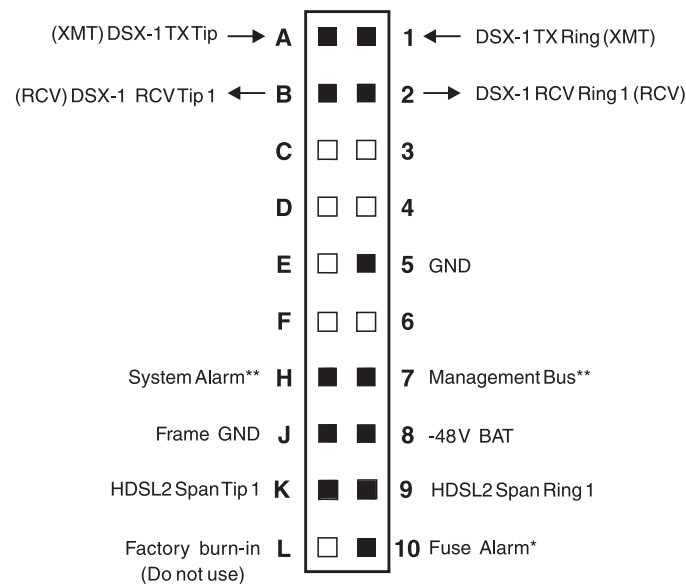 (XMT) DSX-1 TX Tip A 1 DSX-1 TX Ring (XMT)
(RCV) DSX-1 RCV Tip 1 B 2 DSX-1 RCV Ring 1 (RCV)
C 3
D 4
E 5 GND
F 6
System Alarm** H 7 Management Bus**
Frame GND J 8 -48V BAT
HDSL2 Span Tip 1 K 9 HDSL2 Span Ring 1
Factory burn-in L 10 Fuse Alarm*
(Do not use)